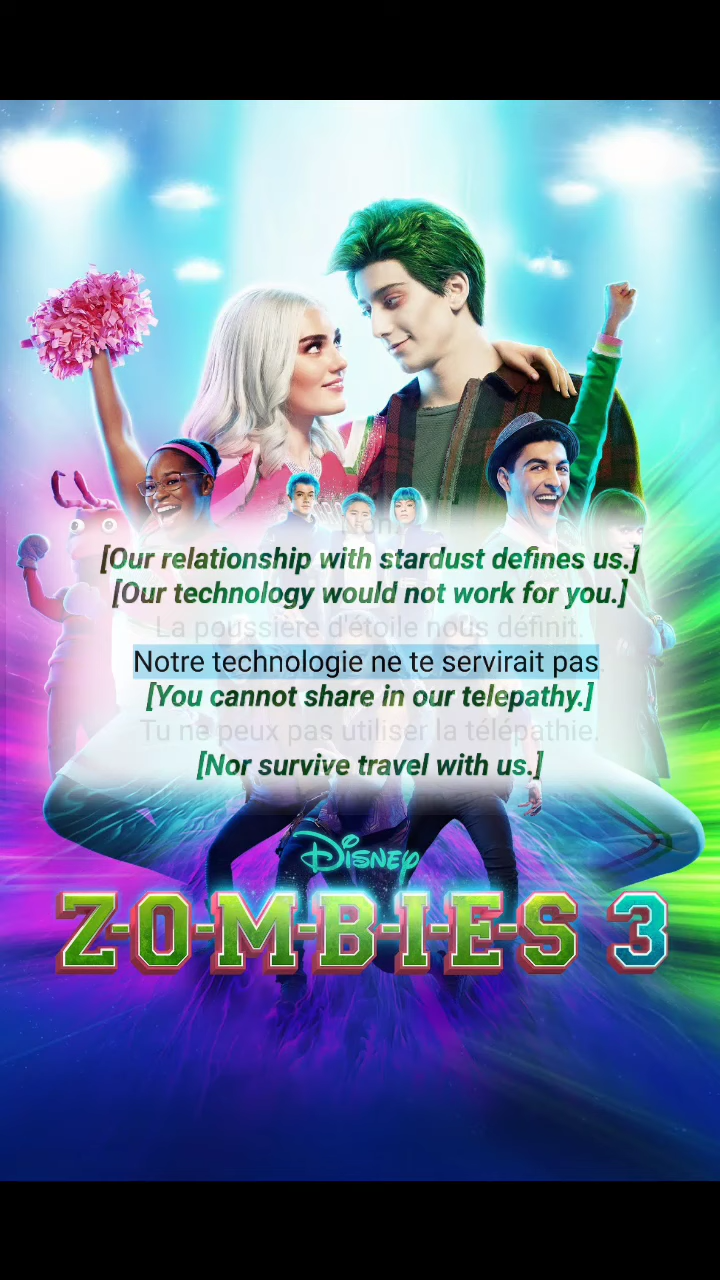 Non.
[Our relationship with stardust defines us.]
[Our technology would not work for you.]
La poussière d'étoile nous définit.
Notre technologie ne te servirait pas
[You cannot share in our telepathy.]
Tu ne peux pas utiliser la télépathie.
[Nor survive travel with us.]
Disney
Z-O-M-B-I-E-S 3